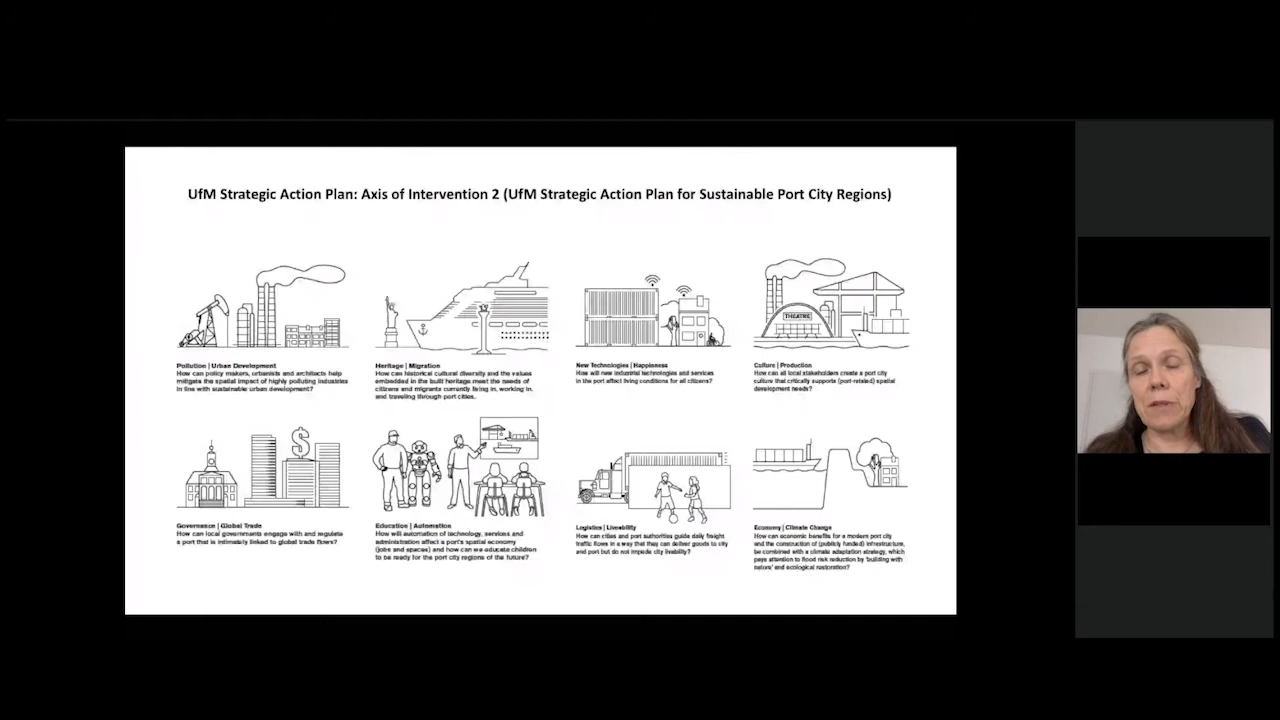 UfM Strategic Action Plan: Axis of Intervention 2 (UfM Strategic Action Plan for Sustainable Port City Regions)
THEATRE
Pollution | Urban Development
How can policy makers, urbanists and architects help
mitigate the spatial impact of highly polluting industries
in line with sustainable urban development?
Heritage | Migration
How can historical cultural diversity and the values
embedded in the built heritage meet the needs of
citizens and migrants currently living in, working in
and traveling through port cities.
New Technologies | Happiness
How will new industrial technologies and services
in the port affect living conditions for all citizens?
Culture | Production
How can all local stakeholders create a port city
culture that critically supports (port-related) spatial
development needs?
$
Governance | Global Trade
How can local governments engage with and regulate
a port that is intimately linked to global trade flows?
Education | Automation
How will automation of technology, services and
administration affect a port's spatial economy
(jobs and spaces) and how can we educate children
to be ready for the port city regions of the future?
Logistics | Liveability
How can cities and port authorities guide daily freight
traffic flows in a way that they can deliver goods to city
and port but do not impede city livability?
Economy | Climate Change
How can economic benefits for a modern port city
and the construction of (publicly funded) infrastructure,
be combined with a climate adaptation strategy, which
pays attention to flood risk reduction by 'building with
nature' and ecological restoration?